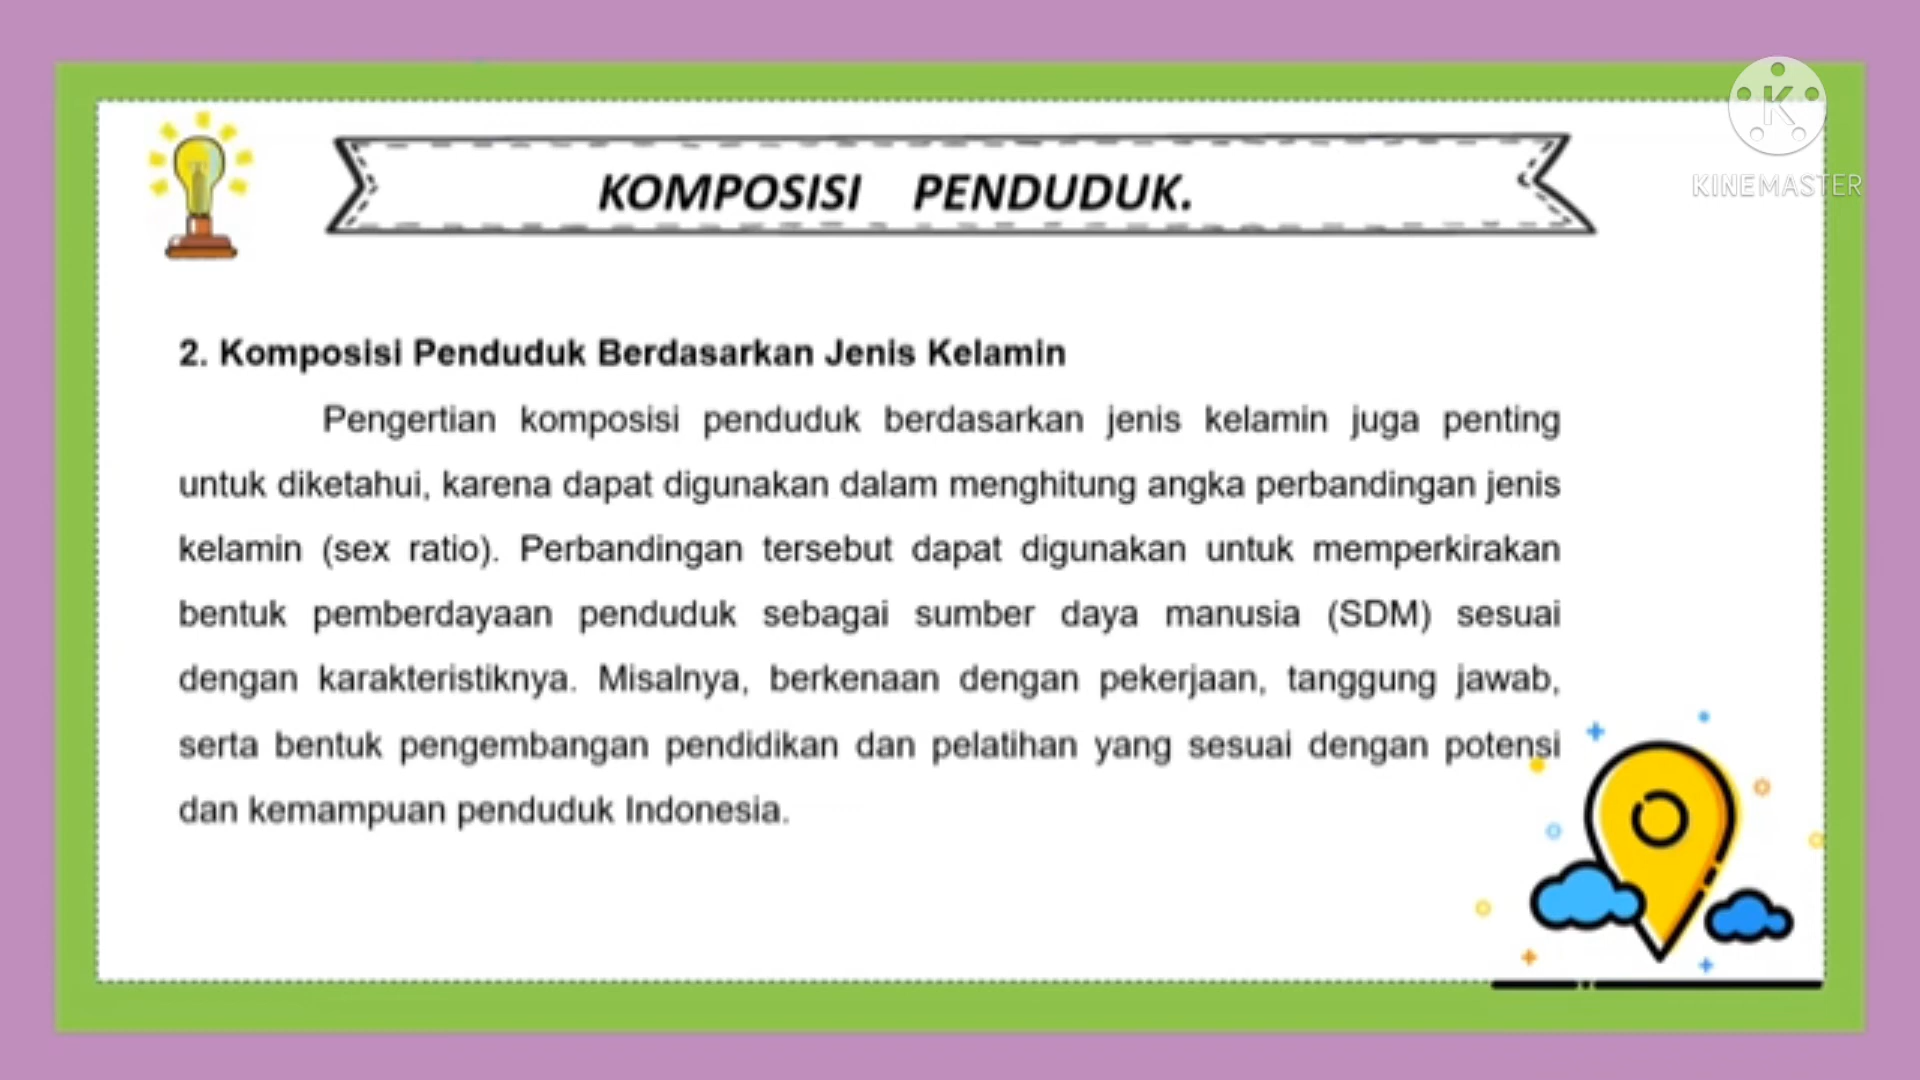 KOMPOSISI PENDUDUK.
K
KINEMASTER
2. Komposisi Penduduk Berdasarkan Jenis Kelamin
Pengertian komposisi penduduk berdasarkan jenis kelamin juga penting
untuk diketahui, karena dapat digunakan dalam menghitung angka perbandingan jenis
kelamin (sex ratio). Perbandingan tersebut dapat digunakan untuk memperkirakan
bentuk pemberdayaan penduduk sebagai sumber daya manusia (SDM) sesuai
dengan karakteristiknya. Misalnya, berkenaan dengan pekerjaan, tanggung jawab,
serta bentuk pengembangan pendidikan dan pelatihan yang sesuai dengan potensi
dan kemampuan penduduk Indonesia.